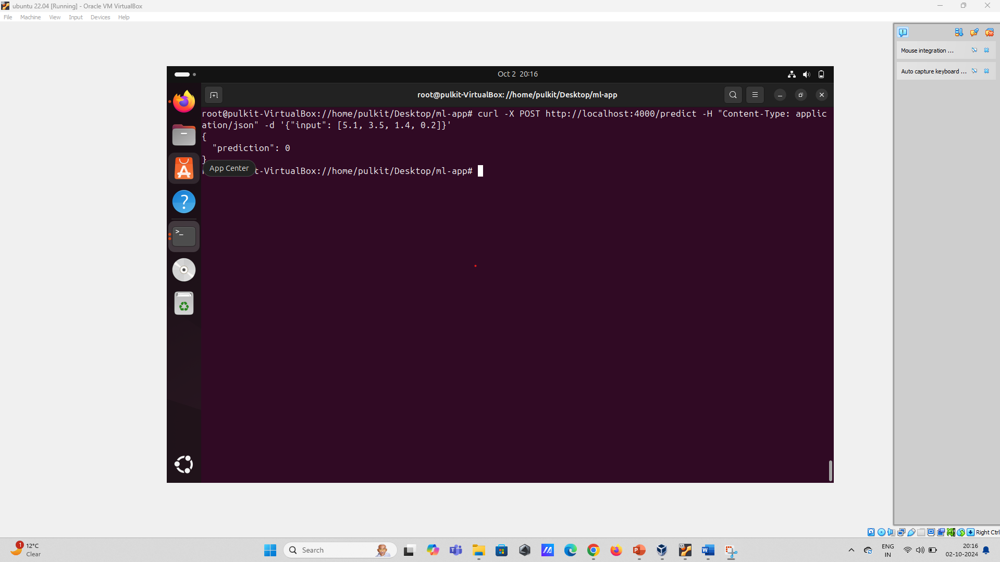 ubuntu 22.04 [Running] - Oracle VM VirtualBox
File Machine View Input Devices Help
Mouse integration ...
Auto capture keyboard ...
Oct 2 20:16
root@pulkit-VirtualBox: //home/pulkit/Desktop/ml-app
root@pulkit-VirtualBox://home/pulkit/Desktop/ml-app# curl -X POST http://localhost:4000/predict -H "Content-Type: applic
ation/json" -d '{"input": [5.1, 3.5, 1.4, 0.2]}'
{
"prediction": 0
}
App Center
t-VirtualBox://home/pulkit/Desktop/ml-app#
Right Ctrl
1
12°C
Clear
Search
ENG
IN
20:16
02-10-2024